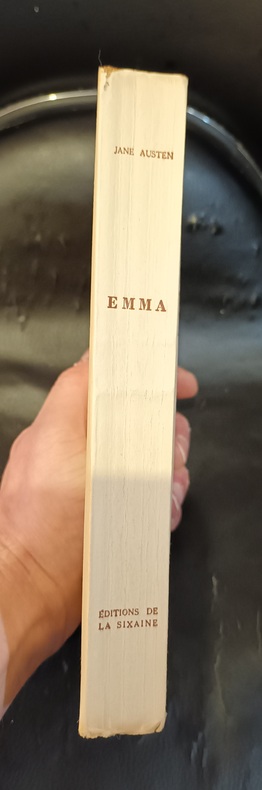 JANE AUSTEN
EMMA
ÉDITIONS DE
LA SIXAINE